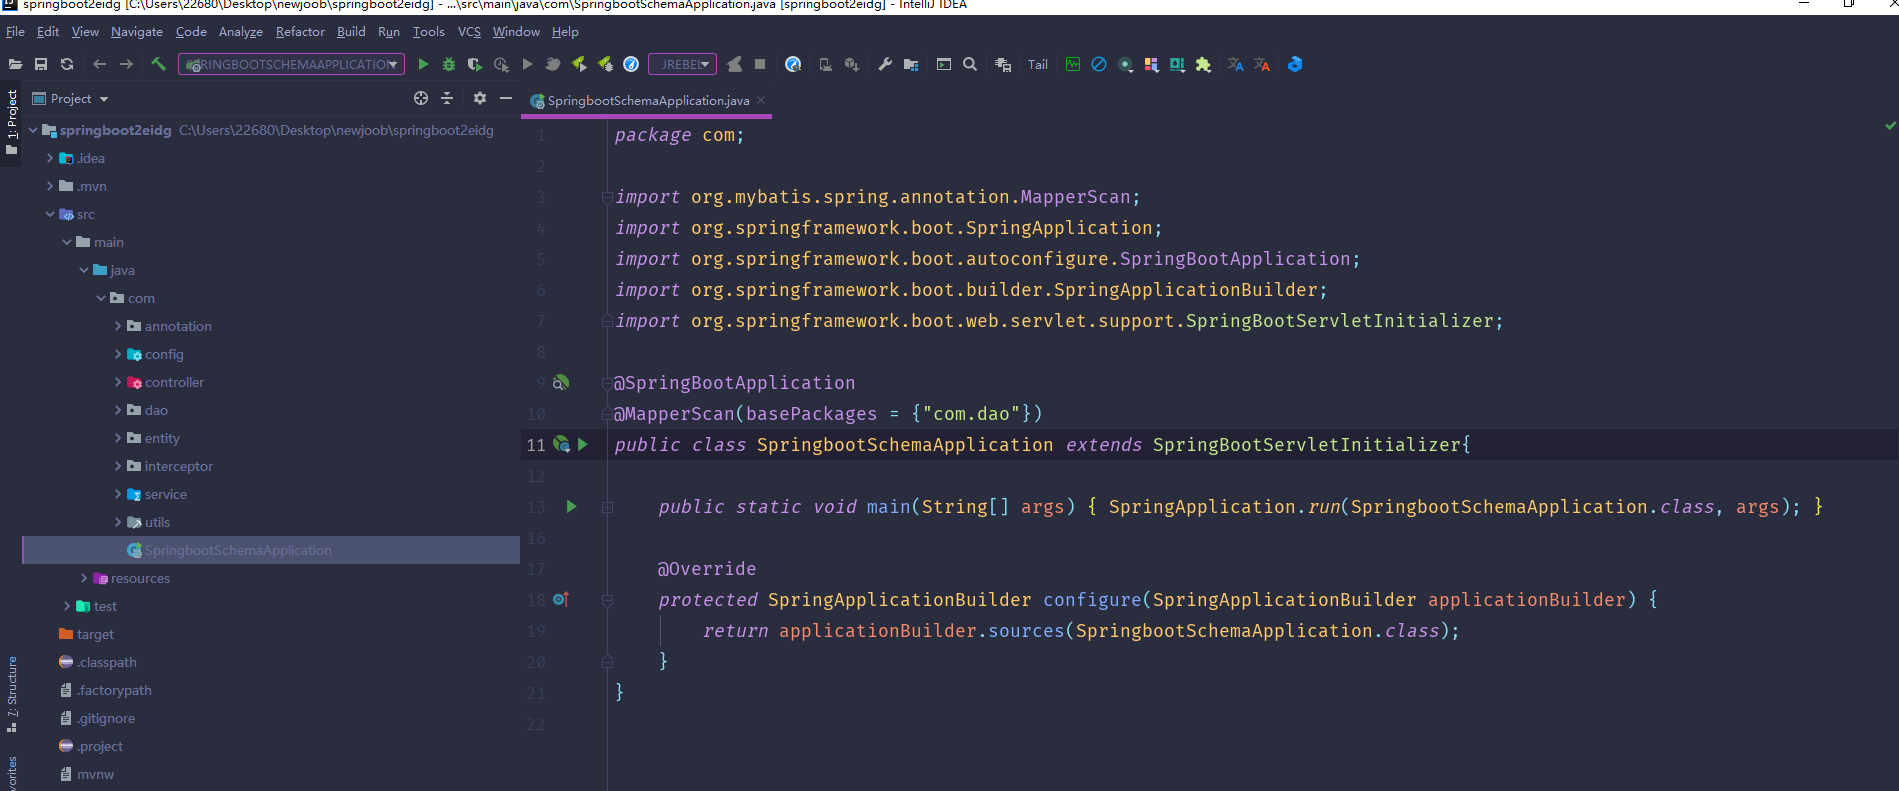 springboot2eidg [C:\Users\22680\Desktop\newjoob\springboot2eidg] - ...\src\main\java\com\SpringbootSchemaApplication.java [springboot2eidg] - IntelliJ IDEA
File Edit View Navigate Code Analyze Refactor Build Run Tools VCS Window Help
SPRINGBOOTSCHEMAAPPLICATION JREBEL Tail
1: Project
Project
SpringbootSchemaApplication.java
springboot2eidg C:\Users\22680\Desktop\newjoob\springboot2eidg
.idea
.mvn
src
main
java
com
annotation
config
controller
dao
entity
interceptor
service
utils
SpringbootSchemaApplication
resources
test
target
.classpath
.factorypath
.gitignore
.project
mvnw
7: Structure
1 package com;
2
3 import org.mybatis.spring.annotation.MapperScan;
4 import org.springframework.boot.SpringApplication;
5 import org.springframework.boot.autoconfigure.SpringBootApplication;
6 import org.springframework.boot.builder.SpringApplicationBuilder;
7 import org.springframework.boot.web.servlet.support.SpringBootServletInitializer;
8
9 @SpringBootApplication
10 @MapperScan(basePackages = {"com.dao"})
11 public class SpringbootSchemaApplication extends SpringBootServletInitializer{
12
13 public static void main(String[] args) { SpringApplication.run(SpringbootSchemaApplication.class, args); }
16
17 @Override
18 protected SpringApplicationBuilder configure(SpringApplicationBuilder applicationBuilder) {
19 return applicationBuilder.sources(SpringbootSchemaApplication.class);
20 }
21 }
22